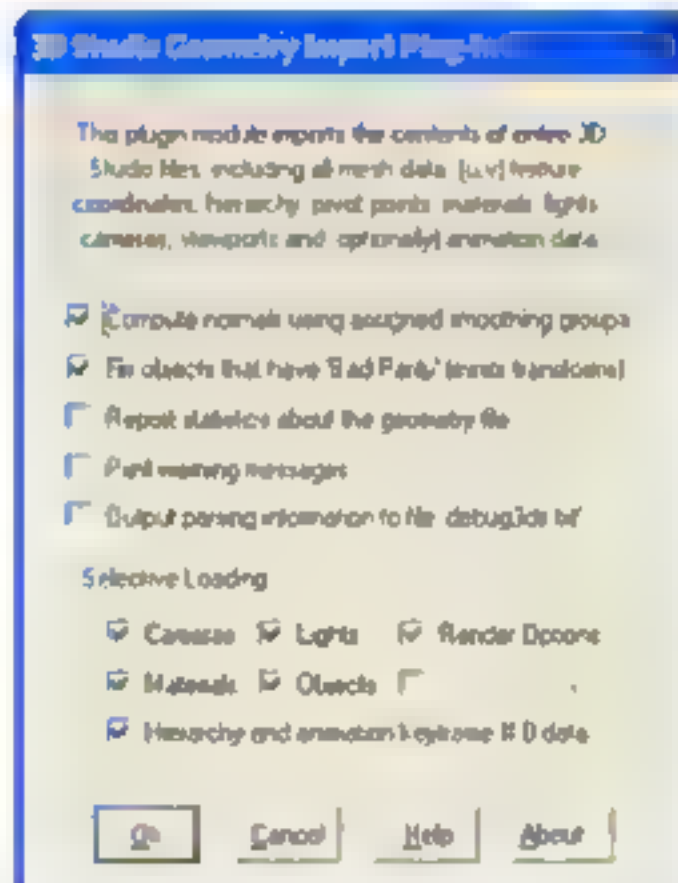 3D Studio Geometry Import Plug-in
This plugin module imports the contents of entire 3D
Studio files, including all mesh data, (u,v) texture
coordinates, hierarchy, pivot points, materials, lights,
cameras, viewports and (optionally) animation data.
Compute normals using assigned smoothing groups
Fix objects that have 'Bad Parity' (mirror transforms)
Report statistics about the geometry file
Print warning messages
Output parsing information to file 'debug3ds.txt'
Selective Loading
Cameras Lights Render Options
Materials Objects
Hierarchy and animation keyframe data
Ok Cancel Help About